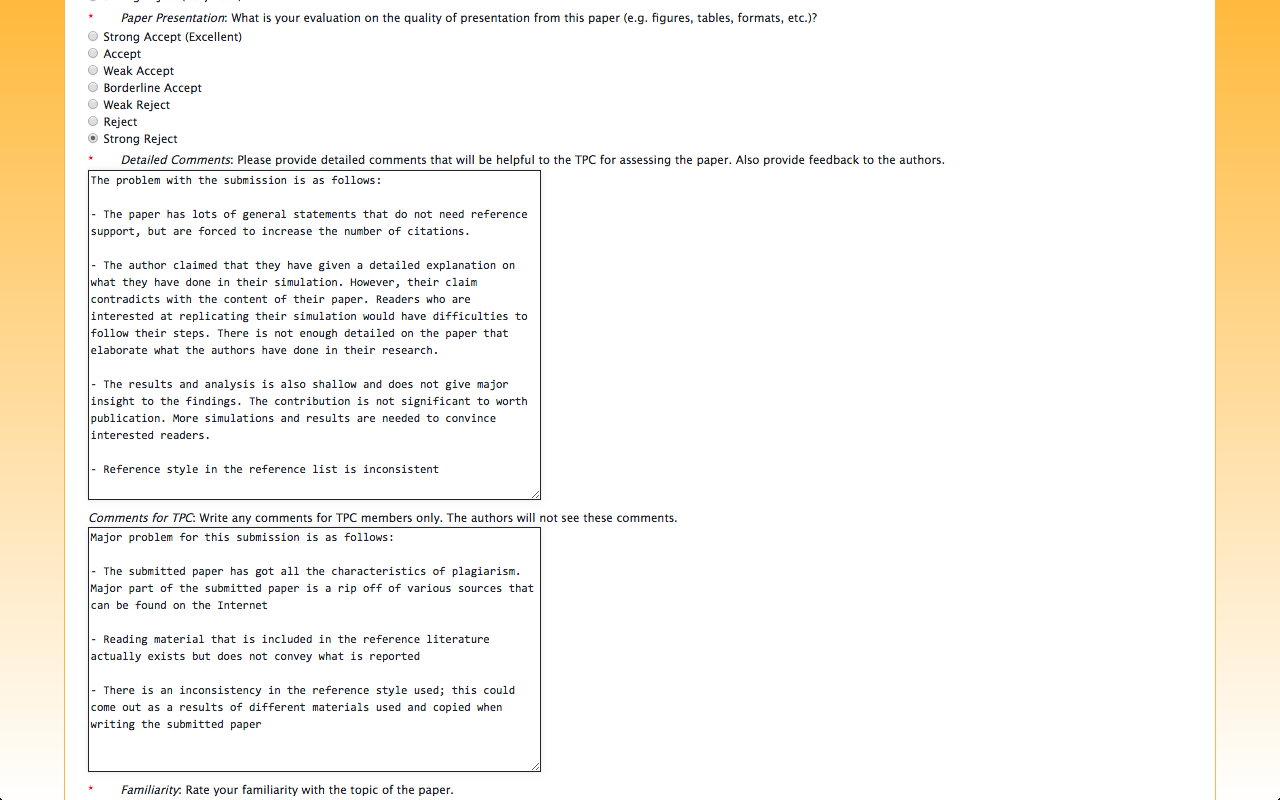 * Paper Presentation: What is your evaluation on the quality of presentation from this paper (e.g. figures, tables, formats, etc.)?
Strong Accept (Excellent)
Accept
Weak Accept
Borderline Accept
Weak Reject
Reject
Strong Reject
* Detailed Comments: Please provide detailed comments that will be helpful to the TPC for assessing the paper. Also provide feedback to the authors.
The problem with the submission is as follows:
- The paper has lots of general statements that do not need reference
support, but are forced to increase the number of citations.
- The author claimed that they have given a detailed explanation on
what they have done in their simulation. However, their claim
contradicts with the content of their paper. Readers who are
interested at replicating their simulation would have difficulties to
follow their steps. There is not enough detailed on the paper that
elaborate what the authors have done in their research.
- The results and analysis is also shallow and does not give major
insight to the findings. The contribution is not significant to worth
publication. More simulations and results are needed to convince
interested readers.
- Reference style in the reference list is inconsistent
Comments for TPC: Write any comments for TPC members only. The authors will not see these comments.
Major problem for this submission is as follows:
- The submitted paper has got all the characteristics of plagiarism.
Major part of the submitted paper is a rip off of various sources that
can be found on the Internet
- Reading material that is included in the reference literature
actually exists but does not convey what is reported
- There is an inconsistency in the reference style used; this could
come out as a results of different materials used and copied when
writing the submitted paper
* Familiarity: Rate your familiarity with the topic of the paper.